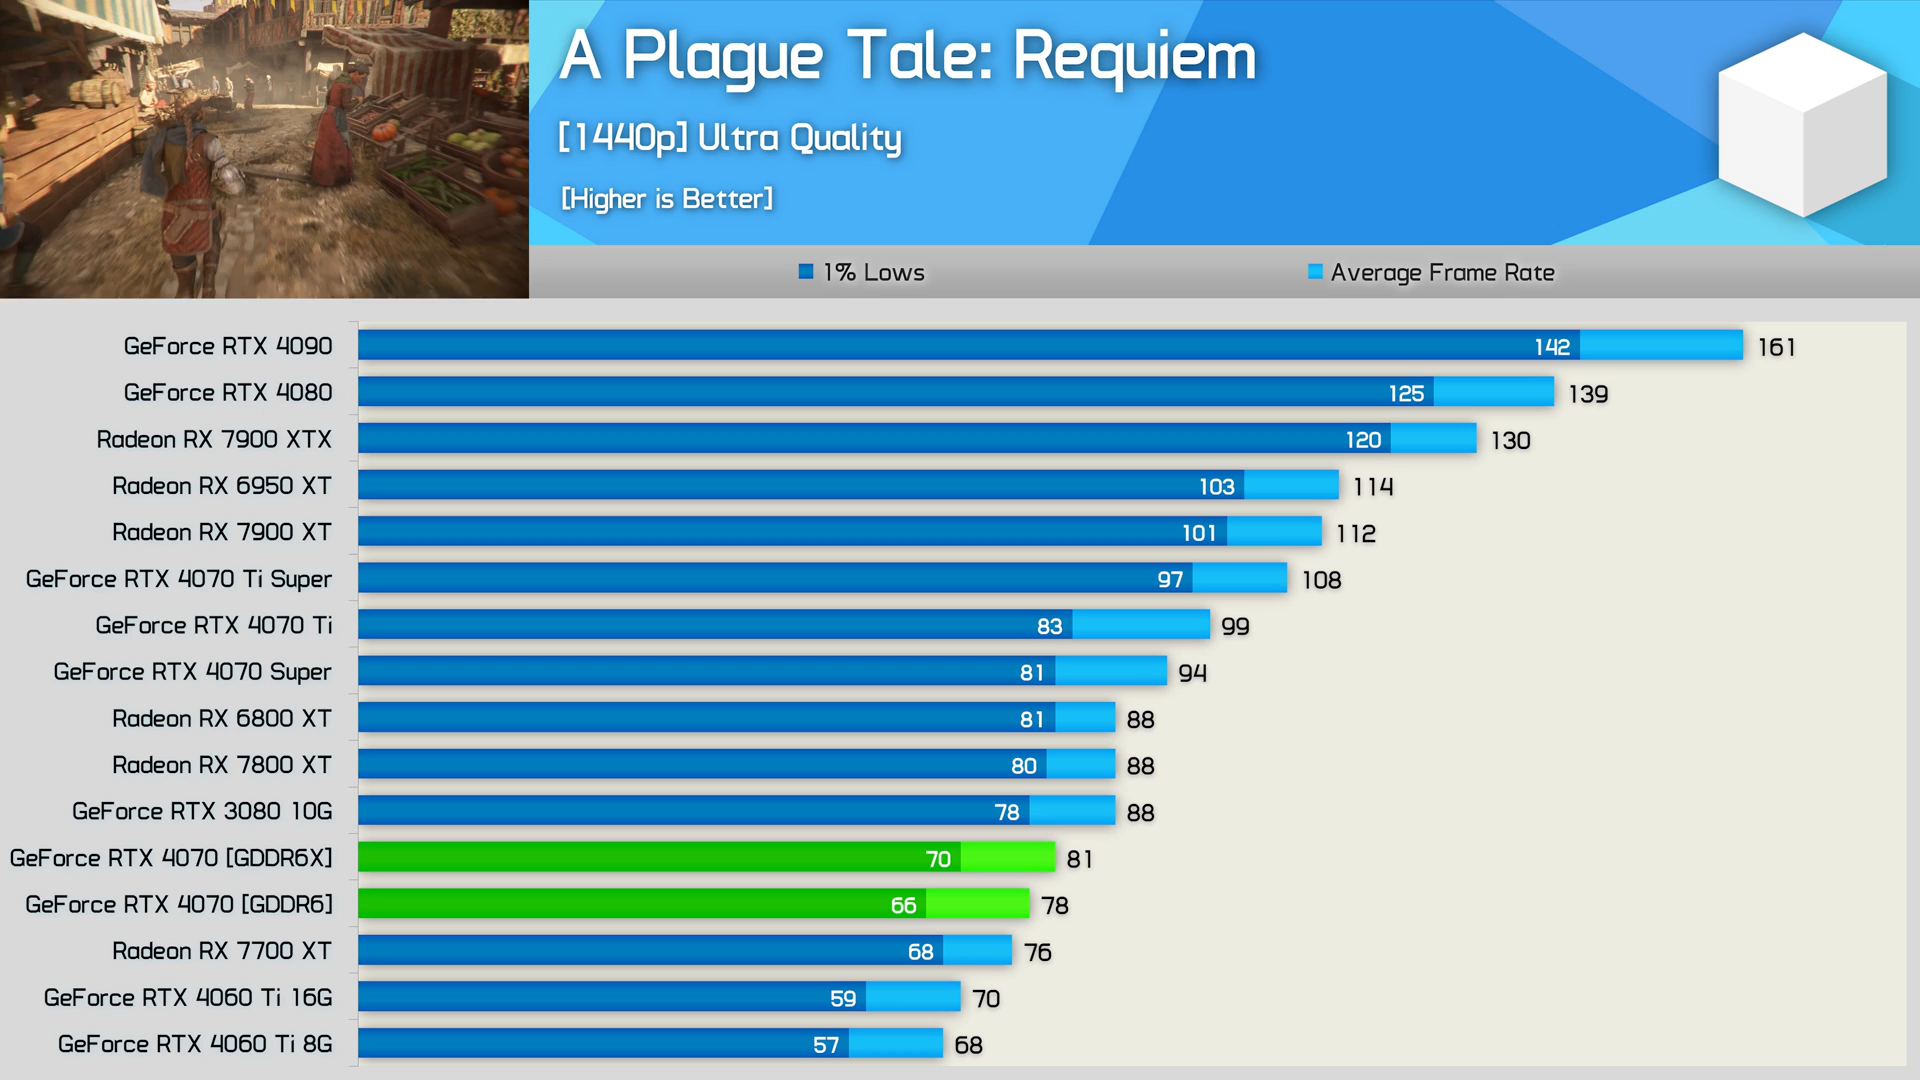 A Plague Tale: Requiem
[1440p] Ultra Quality
[Higher is Better]
1% Lows Average Frame Rate
GeForce RTX 4090 142 161
GeForce RTX 4080 125 139
Radeon RX 7900 XTX 120 130
Radeon RX 6950 XT 103 114
Radeon RX 7900 XT 101 112
GeForce RTX 4070 Ti Super 97 108
GeForce RTX 4070 Ti 83 99
GeForce RTX 4070 Super 81 94
Radeon RX 6800 XT 81 88
Radeon RX 7800 XT 80 88
GeForce RTX 3080 10G 78 88
GeForce RTX 4070 [GDDR6X] 70 81
GeForce RTX 4070 [GDDR6] 66 78
Radeon RX 7700 XT 68 76
GeForce RTX 4060 Ti 16G 59 70
GeForce RTX 4060 Ti 8G 57 68